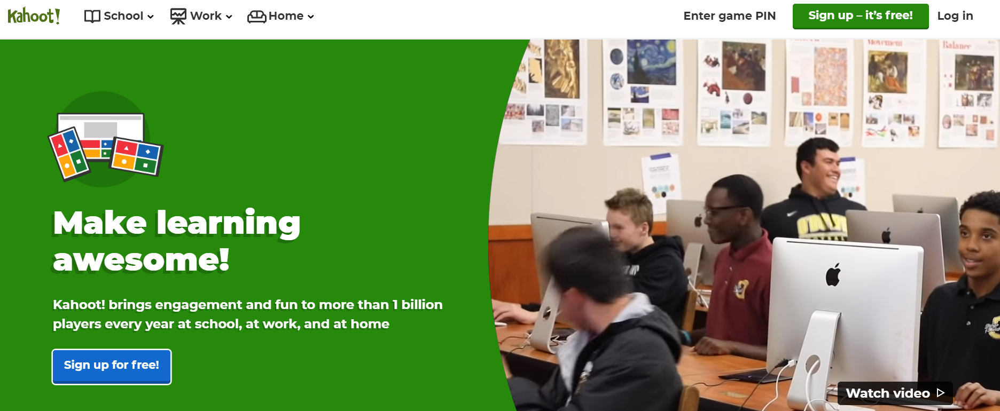 Kahoot!
School
Work
Home
Enter game PIN
Sign up – it's free!
Log in
Movement
Balance
Make learning
awesome!
Kahoot! brings engagement and fun to more than 1 billion
players every year at school, at work, and at home
Sign up for free!
Watch video